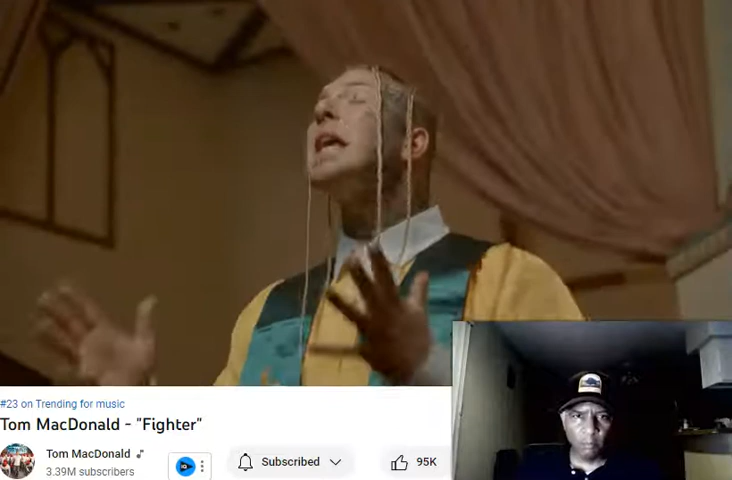 #23 on Trending for music
Tom MacDonald - "Fighter"
Tom MacDonald
3.39M subscribers
Subscribed
95K